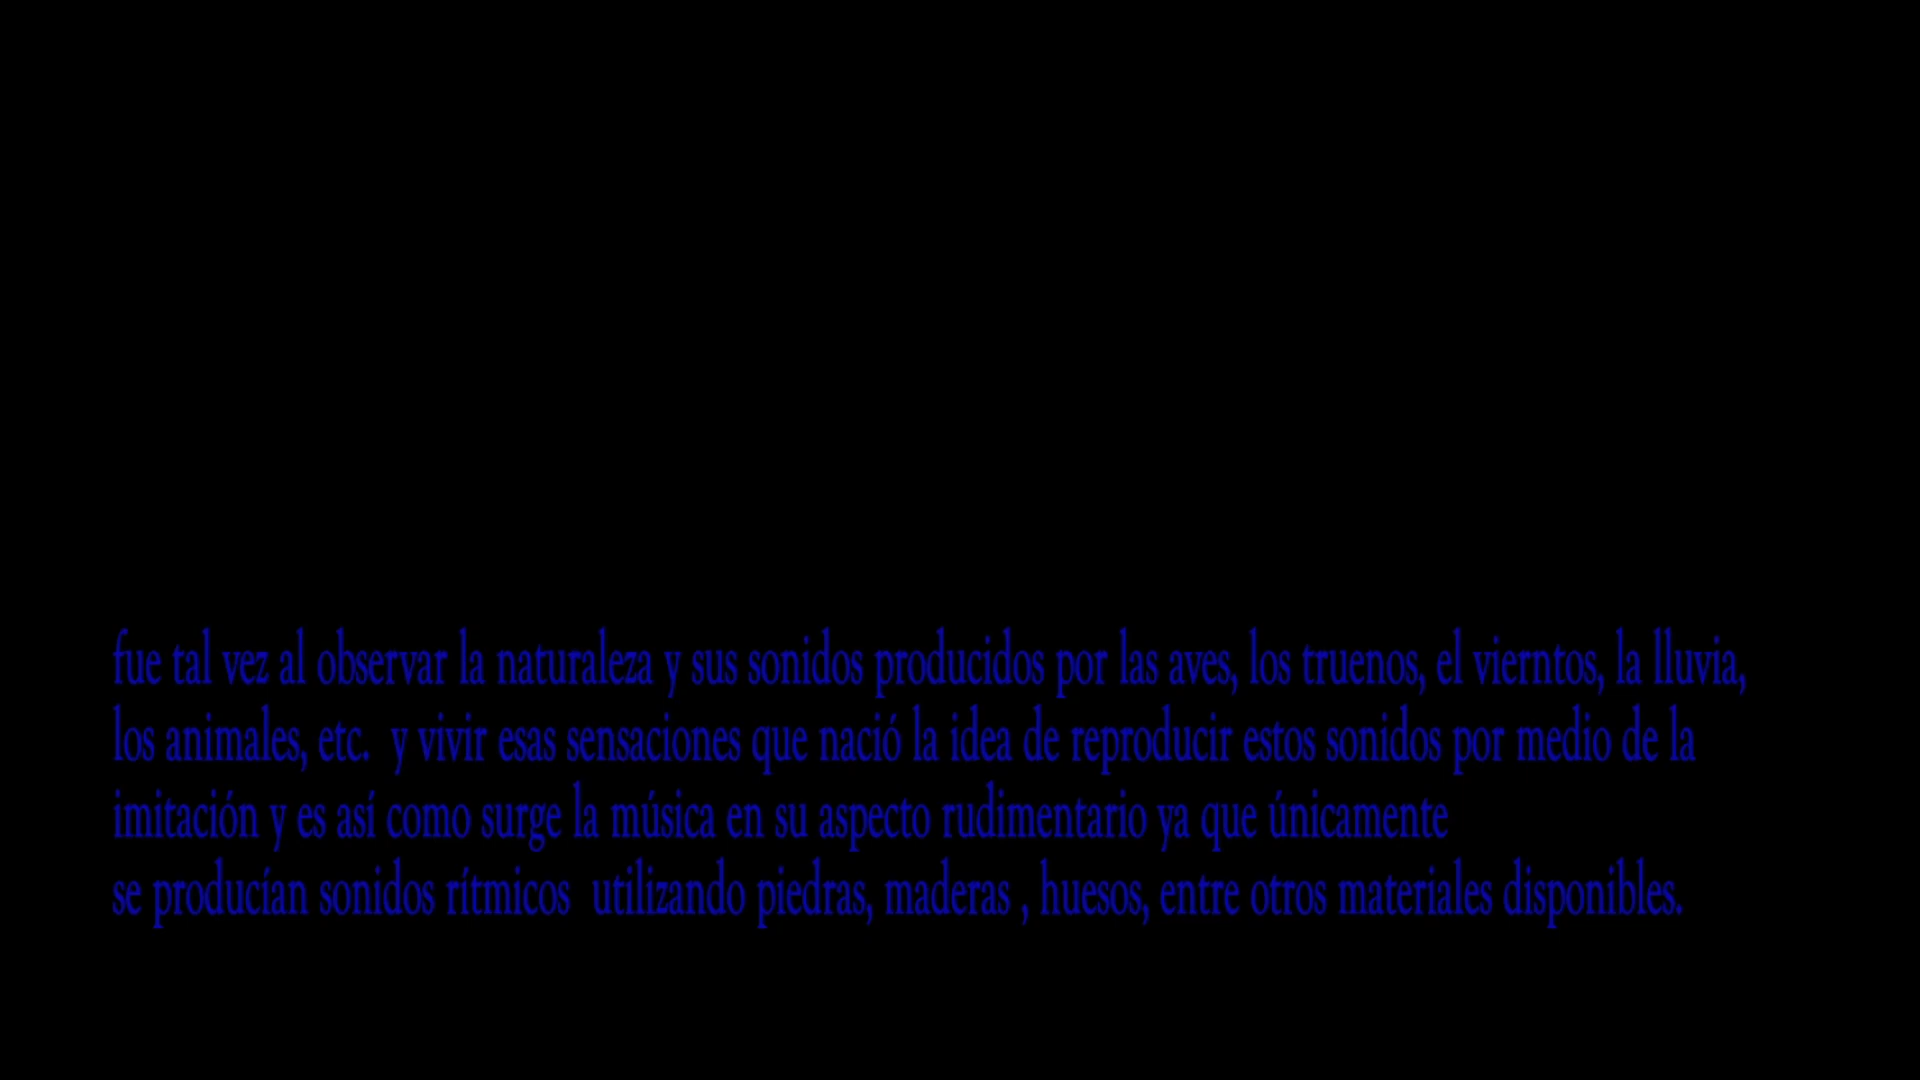 fue tal vez al observar la naturaleza y sus sonidos producidos por las aves, los truenos, el vierntos, la lluvia,
los animales, etc.  y vivir esas sensaciones que nació la idea de reproducir estos sonidos por medio de la
imitación y es así como surge la música en su aspecto rudimentario ya que únicamente
se producían sonidos rítmicos  utilizando piedras, maderas , huesos, entre otros materiales disponibles.